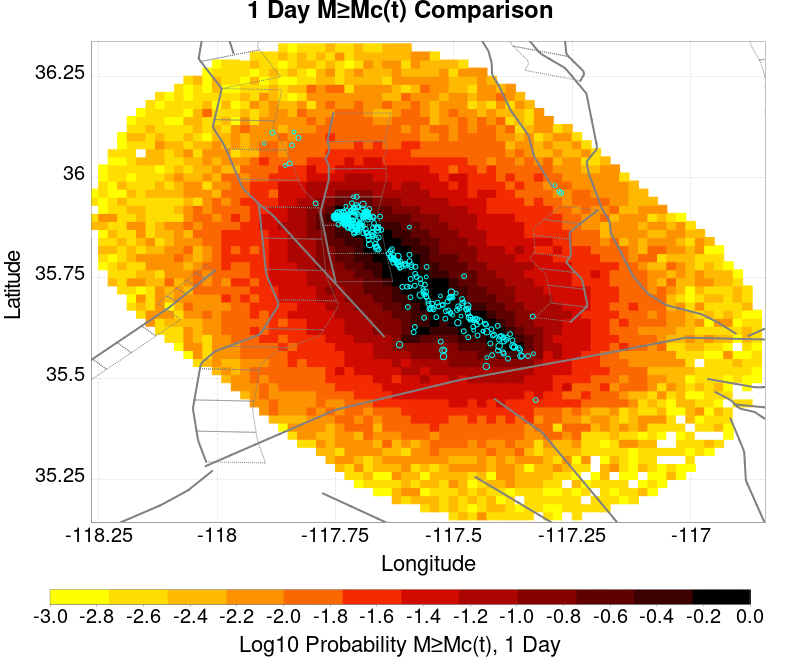 1 Day M≥Mc(t) Comparison
36.25
36
35.75
35.5
35.25
Latitude
-118.25 -118 -117.75 -117.5 -117.25 -117
Longitude
-3.0 -2.8 -2.6 -2.4 -2.2 -2.0 -1.8 -1.6 -1.4 -1.2 -1.0 -0.8 -0.6 -0.4 -0.2 0.0
Log10 Probability M≥Mc(t), 1 Day